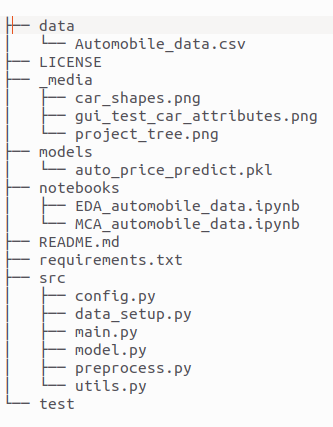 ├── data
│   └── Automobile_data.csv
├── LICENSE
├── _media
│   ├── car_shapes.png
│   ├── gui_test_car_attributes.png
│   └── project_tree.png
├── models
│   └── auto_price_predict.pkl
├── notebooks
│   ├── EDA_automobile_data.ipynb
│   └── MCA_automobile_data.ipynb
├── README.md
├── requirements.txt
├── src
│   ├── config.py
│   ├── data_setup.py
│   ├── main.py
│   ├── model.py
│   ├── preprocess.py
│   └── utils.py
└── test